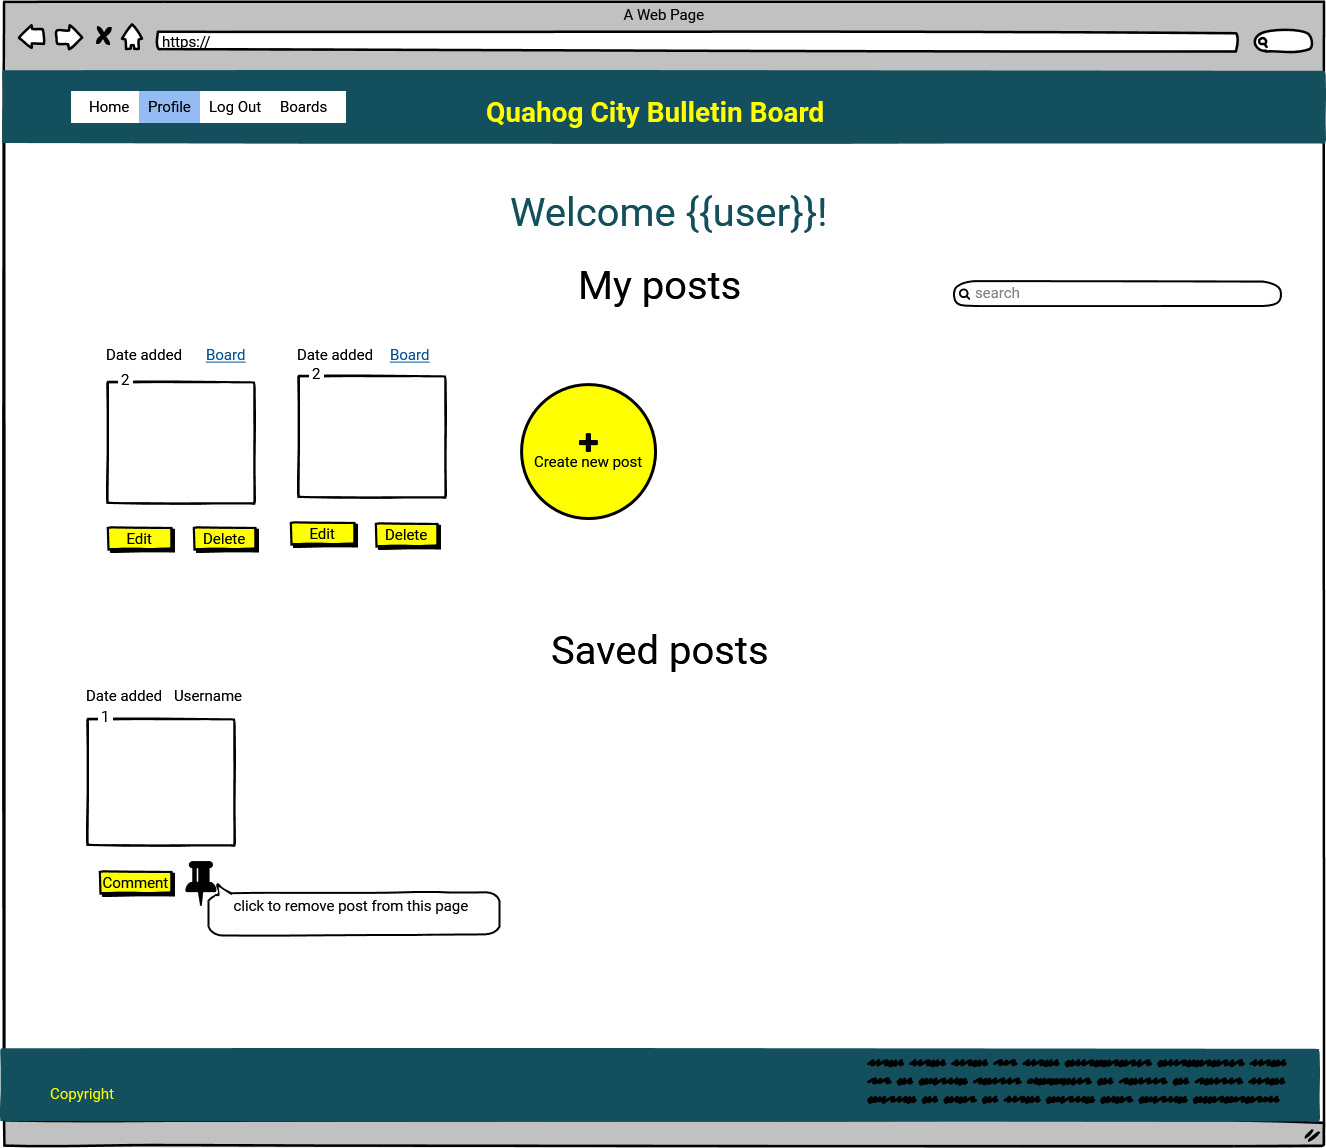 A Web Page
https://
Home Profile Log Out Boards
Quahog City Bulletin Board
Welcome {{user}}!
My posts
search
Date added Board Date added Board
2 2
Create new post
Edit Delete Edit Delete
Saved posts
Date added Username
1
Comment
click to remove post from this page
Copyright